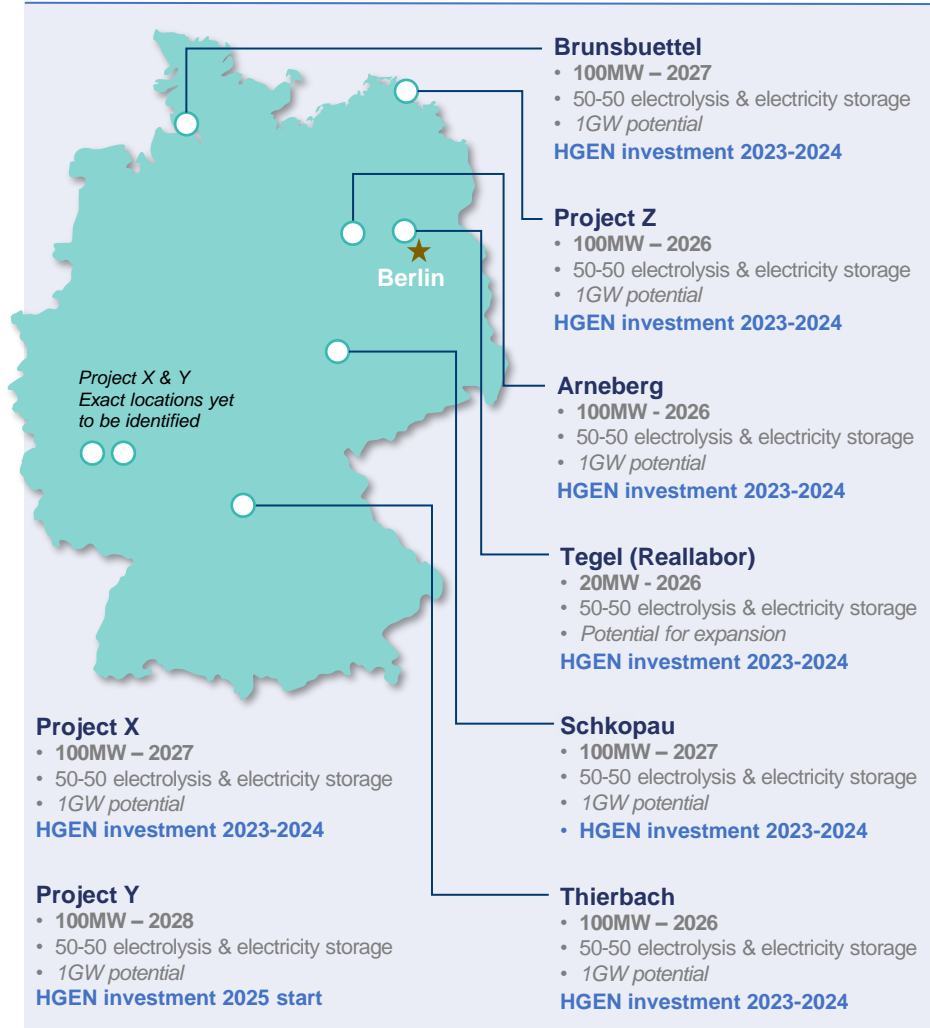 Brunsbuettel
• 100MW – 2027
• 50-50 electrolysis & electricity storage
• 1GW potential
HGEN investment 2023-2024
Project Z
• 100MW – 2026
• 50-50 electrolysis & electricity storage
• 1GW potential
HGEN investment 2023-2024
Berlin
Project X & Y
Exact locations yet
to be identified
Arneberg
• 100MW - 2026
• 50-50 electrolysis & electricity storage
• 1GW potential
HGEN investment 2023-2024
Tegel (Reallabor)
• 20MW - 2026
• 50-50 electrolysis & electricity storage
• Potential for expansion
HGEN investment 2023-2024
Project X
• 100MW – 2027
• 50-50 electrolysis & electricity storage
• 1GW potential
HGEN investment 2023-2024
Schkopau
• 100MW – 2027
• 50-50 electrolysis & electricity storage
• 1GW potential
• HGEN investment 2023-2024
Project Y
• 100MW – 2028
• 50-50 electrolysis & electricity storage
• 1GW potential
HGEN investment 2025 start
Thierbach
• 100MW – 2026
• 50-50 electrolysis & electricity storage
• 1GW potential
HGEN investment 2023-2024